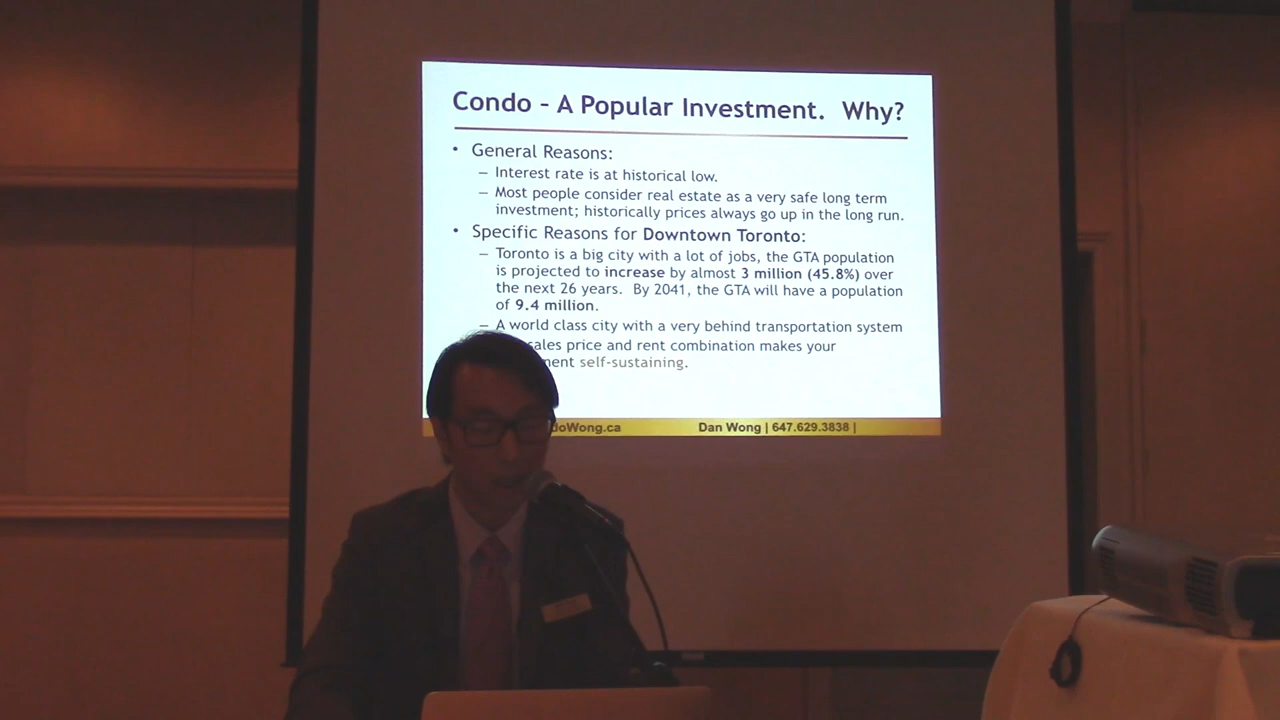 Condo - A Popular Investment. Why?
• General Reasons:
– Interest rate is at historical low.
– Most people consider real estate as a very safe long term
investment; historically prices always go up in the long run.
• Specific Reasons for Downtown Toronto:
– Toronto is a big city with a lot of jobs, the GTA population
is projected to increase by almost 3 million (45.8%) over
the next 26 years. By 2041, the GTA will have a population
of 9.4 million.
– A world class city with a very behind transportation system
sales price and rent combination makes your
self-sustaining.
doWong.ca Dan Wong | 647.629.3838 |